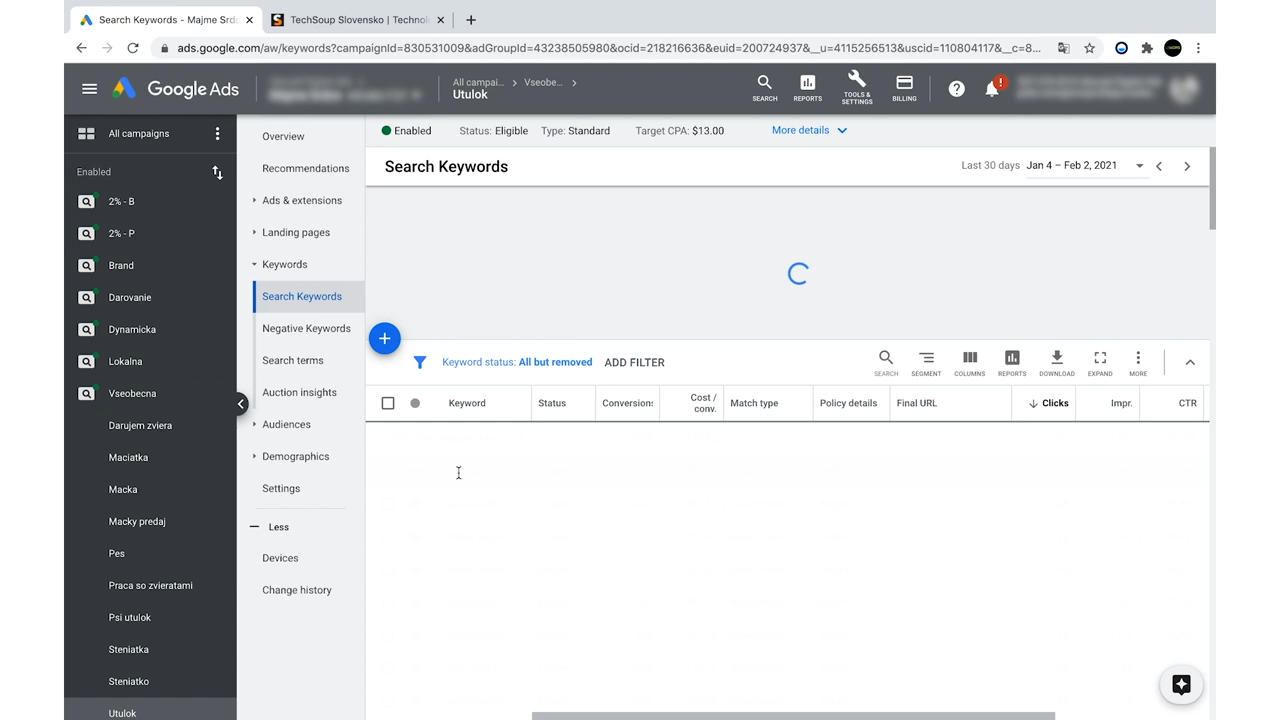 Search Keywords - Majme Srd
TechSoup Slovensko | Technol
ads.google.com/aw/keywords?campaignId=830531009&adGroupId=43238505980&ocid=218216636&euid=200724937&__u=4115256513&uscid=110804117&__c=8...
Google Ads
All campai...
Vseobe...
Utulok
SEARCH
REPORTS
TOOLS & SETTINGS
BILLING
All campaigns
Enabled
2% - B
2% - P
Brand
Darovanie
Dynamicka
Lokalna
Vseobecna
Darujem zviera
Maciatka
Macka
Macky predaj
Pes
Praca so zvieratami
Psi utulok
Steniatka
Steniatko
Utulok
Overview
Recommendations
Ads & extensions
Landing pages
Keywords
Search Keywords
Negative Keywords
Search terms
Auction insights
Audiences
Demographics
Settings
Less
Devices
Change history
Enabled
Status: Eligible
Type: Standard
Target CPA: $13.00
More details
Search Keywords
Last 30 days
Jan 4 – Feb 2, 2021
Keyword status: All but removed
ADD FILTER
SEARCH
SEGMENT
COLUMNS
REPORTS
DOWNLOAD
EXPAND
MORE
Keyword
Status
Conversions
Cost / conv.
Match type
Policy details
Final URL
Clicks
Impr.
CTR